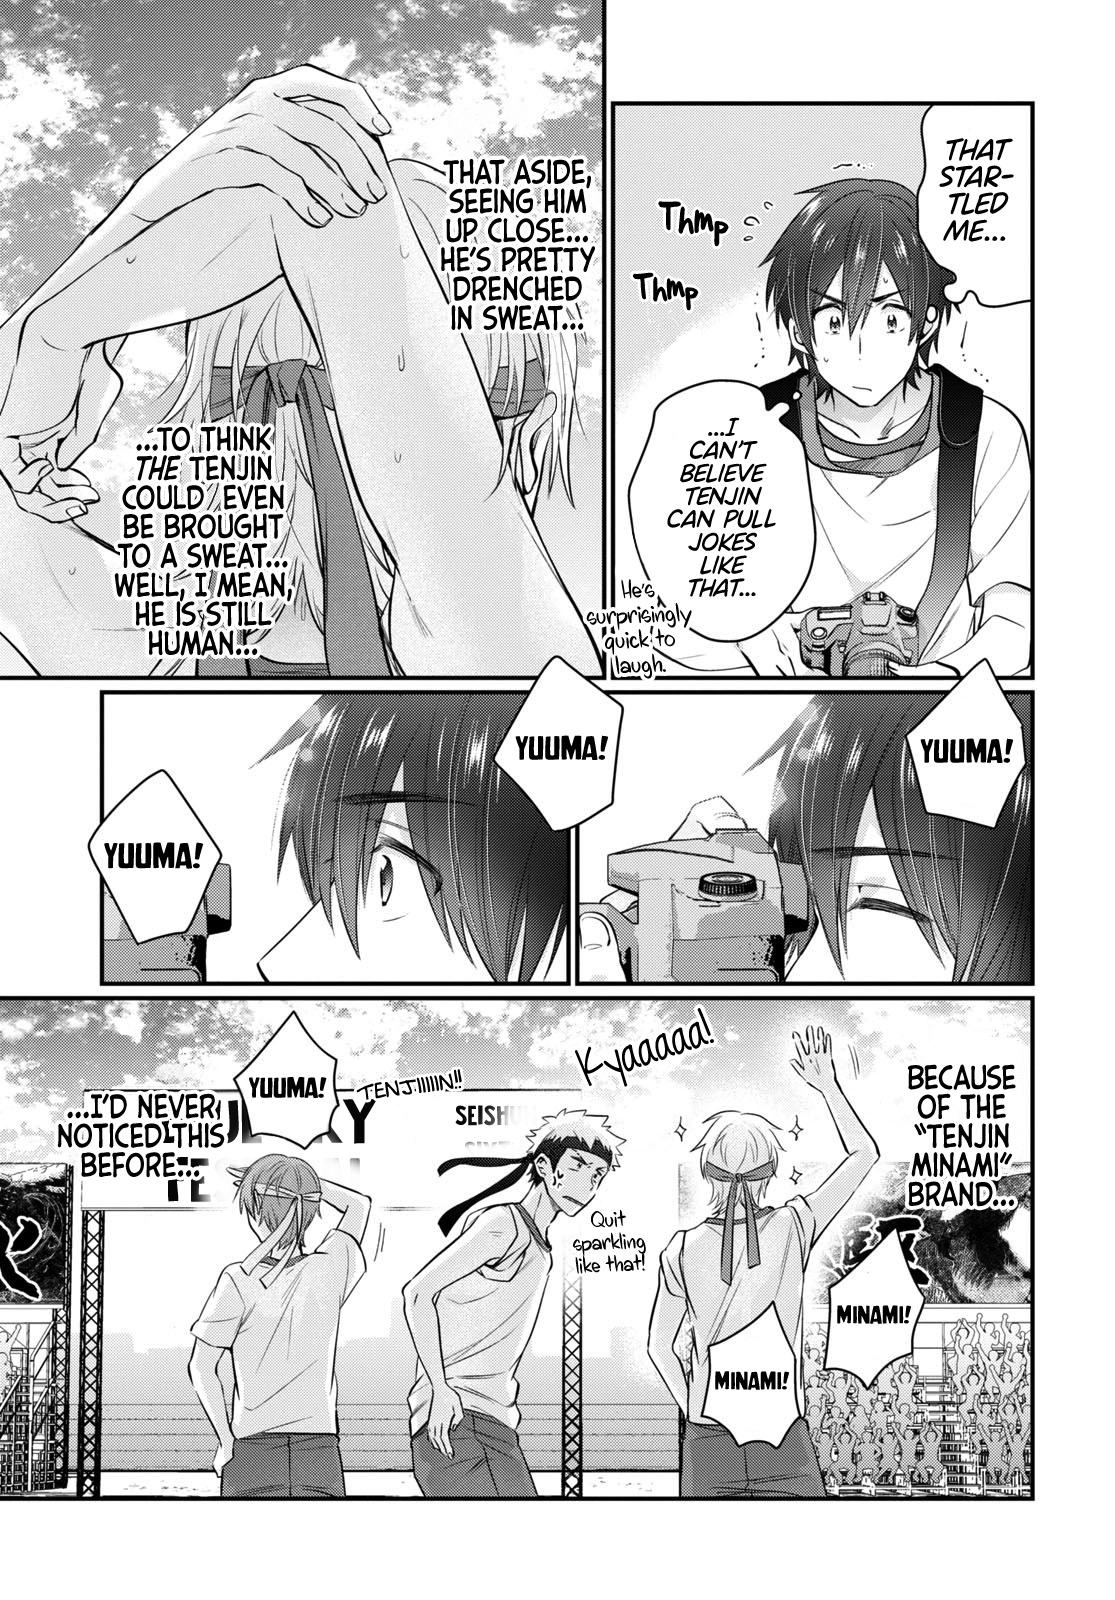 THAT
STAR-
TLED
ME...
Thmp
Thmp
...I
CAN'T
BELIEVE
TENJIN
CAN PULL
JOKES
LIKE
THAT...
He's
surprisingly
quick to
laugh.
THAT ASIDE,
SEEING HIM
UP CLOSE...
HE'S PRETTY
DRENCHED
IN SWEAT...
...TO THINK
THE TENJIN
COULD EVEN
BE BROUGHT
TO A SWEAT...
WELL, I MEAN,
HE IS STILL
HUMAN...
YUUMA!
YUUMA!
YUUMA!
BECAUSE
OF THE
“TENJIN
MINAMI”
BRAND...
Kyaaaaa!
MINAMI!
MINAMI!
Quit
sparkling
like that!
SEISHU
TENJIIIIIN!!
YUUMA!
...I'D NEVER
NOTICED THIS
BEFORE...